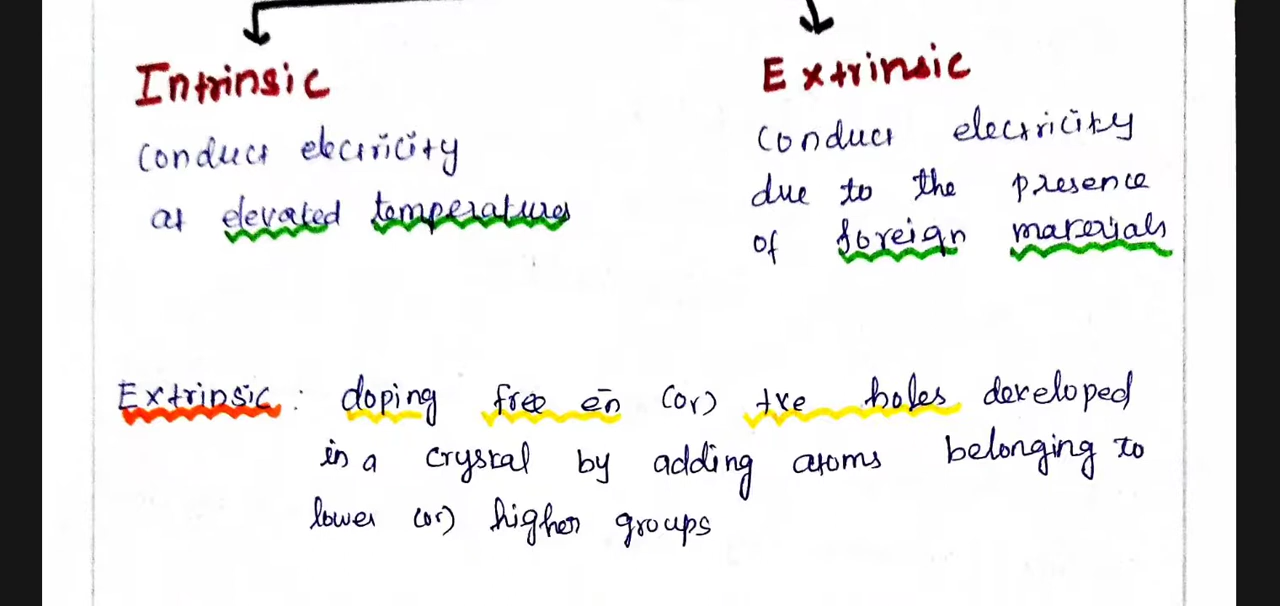 Intrinsic
Extrinsic
conduct electricity
at elevated temperatures
conduct electricity
due to the presence
of foreign materials
Extrinsic : doping free ēn (or) +ve holes developed
in a crystal by adding atoms belonging to
lower (or) higher groups